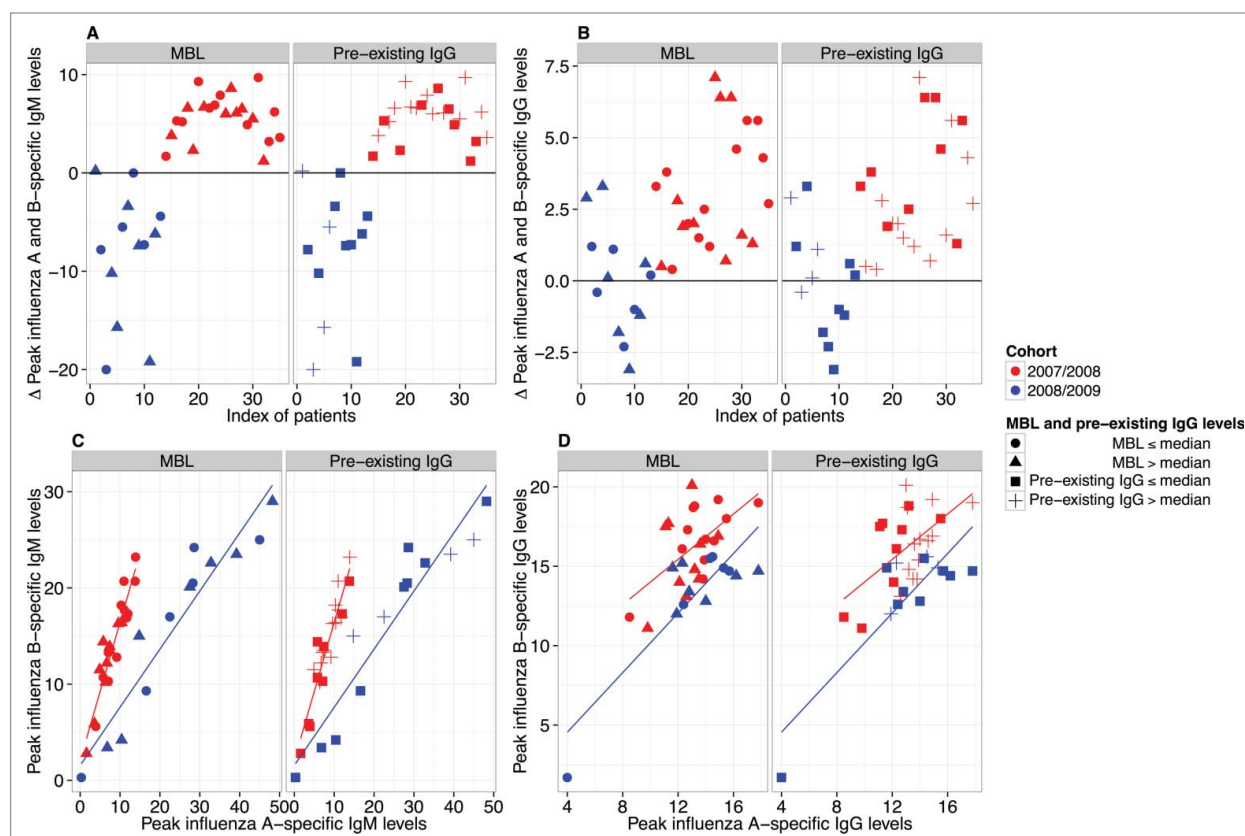 A
MBL
Pre-existing IgG
Δ Peak influenza A and B-specific IgM levels
10
0
-10
-20
0 10 20 30 0 10 20 30
Index of patients
B
MBL
Pre-existing IgG
Δ Peak influenza A and B-specific IgG levels
7.5
5.0
2.5
0.0
-2.5
0 10 20 30 0 10 20 30
Index of patients
Cohort
2007/2008
2008/2009
MBL and pre-existing IgG levels
MBL ≤ median
MBL > median
Pre-existing IgG ≤ median
Pre-existing IgG > median
C
MBL
Pre-existing IgG
Peak influenza B-specific IgM levels
30
20
10
0
0 10 20 30 40 50 0 10 20 30 40 50
Peak influenza A-specific IgM levels
D
MBL
Pre-existing IgG
Peak influenza B-specific IgG levels
20
15
10
5
4 8 12 16 4 8 12 16
Peak influenza A-specific IgG levels